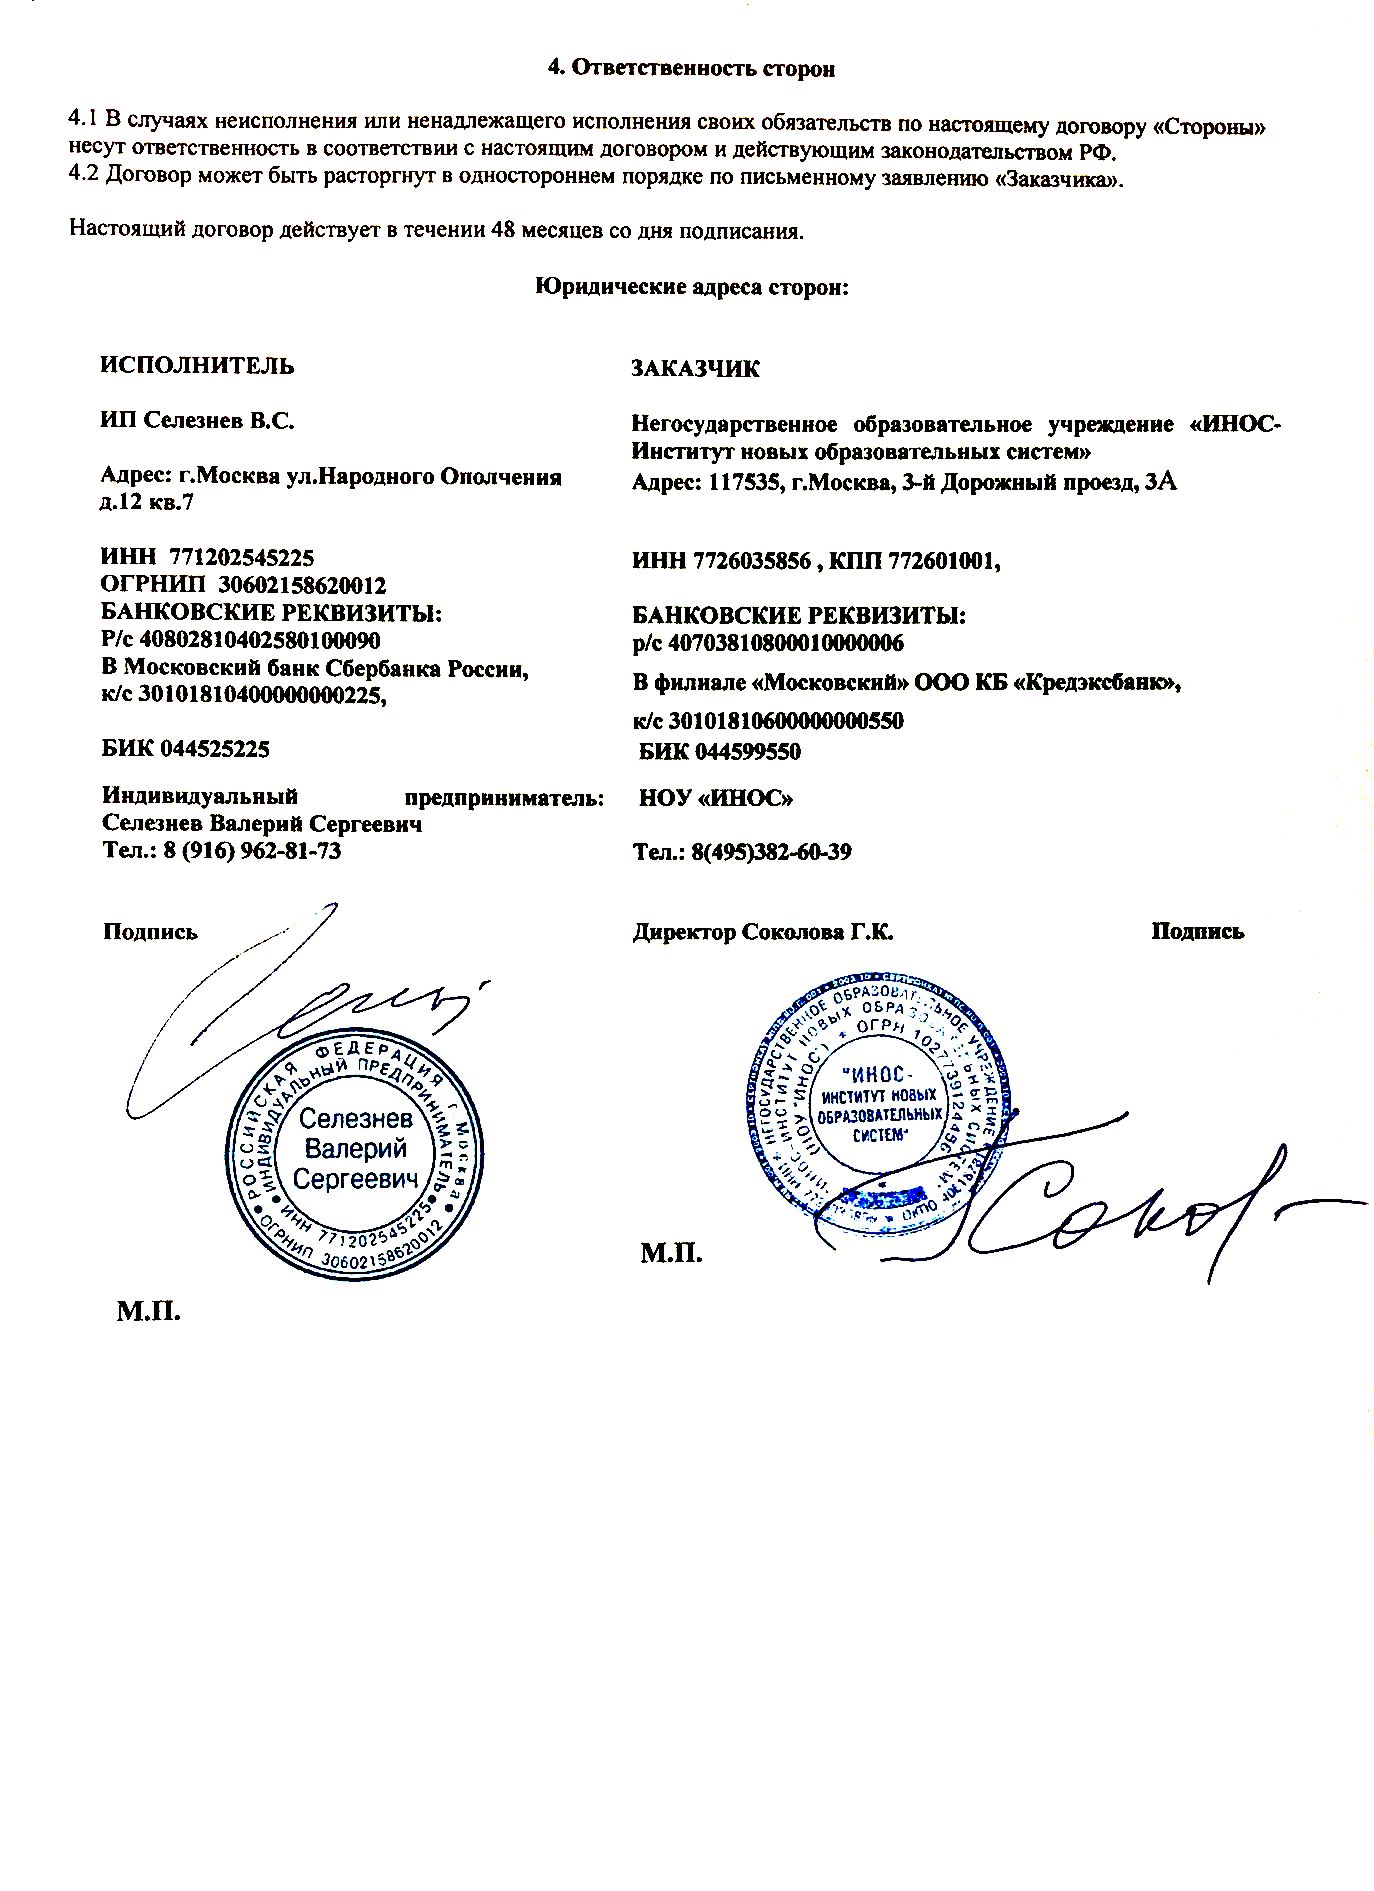 4. Ответственность сторон
4.1 В случаях неисполнения или ненадлежащего исполнения своих обязательств по настоящему договору «Стороны»
несут ответственность в соответствии с настоящим договором и действующим законодательством РФ.
4.2 Договор может быть расторгнут в одностороннем порядке по письменному заявлению «Заказчика».
Настоящий договор действует в течении 48 месяцев со дня подписания.
Юридические адреса сторон:
ИСПОЛНИТЕЛЬ
ИП Селезнев В.С.
Адрес: г.Москва ул.Народного Ополчения
д.12 кв.7
ИНН 771202545225
ОГРНИП 30602158620012
БАНКОВСКИЕ РЕКВИЗИТЫ:
Р/с 40802810402580100090
В Московский банк Сбербанка России,
к/с 30101810400000000225,
БИК 044525225
Индивидуальный предприниматель:
Селезнев Валерий Сергеевич
Тел.: 8 (916) 962-81-73
Подпись
РОССИЙСКАЯ ФЕДЕРАЦИЯ г Москва
ИНДИВИДУАЛЬНЫЙ ПРЕДПРИНИМАТЕЛЬ
Селезнев
Валерий
Сергеевич
ИНН 771202545225
ОГРНИП 30602158620012
М.П.
ЗАКАЗЧИК
Негосударственное образовательное учреждение «ИНОС-
Институт новых образовательных систем»
Адрес: 117535, г.Москва, 3-й Дорожный проезд, 3А
ИНН 7726035856 , КПП 772601001,
БАНКОВСКИЕ РЕКВИЗИТЫ:
р/с 40703810800010000006
В филиале «Московский» ООО КБ «Кредэксбанк»,
к/с 30101810600000000550
БИК 044599550
НОУ «ИНОС»
Тел.: 8(495)382-60-39
Директор Соколова Г.К. Подпись
НЕГОСУДАРСТВЕННОЕ ОБРАЗОВАТЕЛЬНОЕ УЧРЕЖДЕНИЕ
ИНОС-ИНСТИТУТ НОВЫХ ОБРАЗОВАТЕЛЬНЫХ СИСТЕМ
(НОУ "ИНОС") * ОГРН 1027739124496
"ИНОС-
ИНСТИТУТ НОВЫХ
ОБРАЗОВАТЕЛЬНЫХ
СИСТЕМ"
М.П.